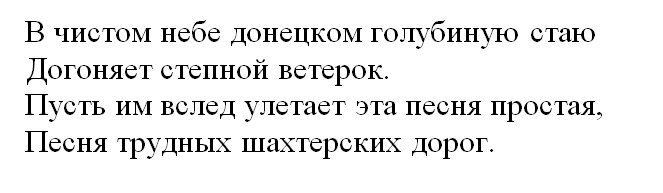 В чистом небе донецком голубиную стаю
Догоняет степной ветерок.
Пусть им вслед улетает эта песня простая,
Песня трудных шахтерских дорог.